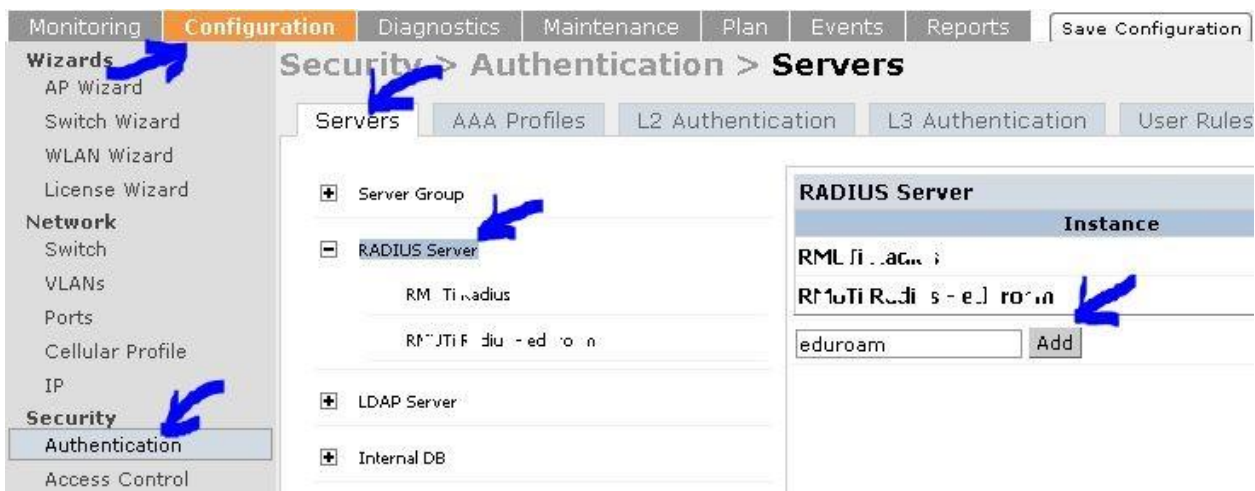 Monitoring Configuration Diagnostics Maintenance Plan Events Reports Save Configuration
Wizards
AP Wizard
Switch Wizard
WLAN Wizard
License Wizard
Network
Switch
VLANs
Ports
Cellular Profile
IP
Security
Authentication
Access Control
Security > Authentication > Servers
Servers AAA Profiles L2 Authentication L3 Authentication User Rules
Server Group
RADIUS Server
LDAP Server
Internal DB
RADIUS Server
Instance
eduroam Add